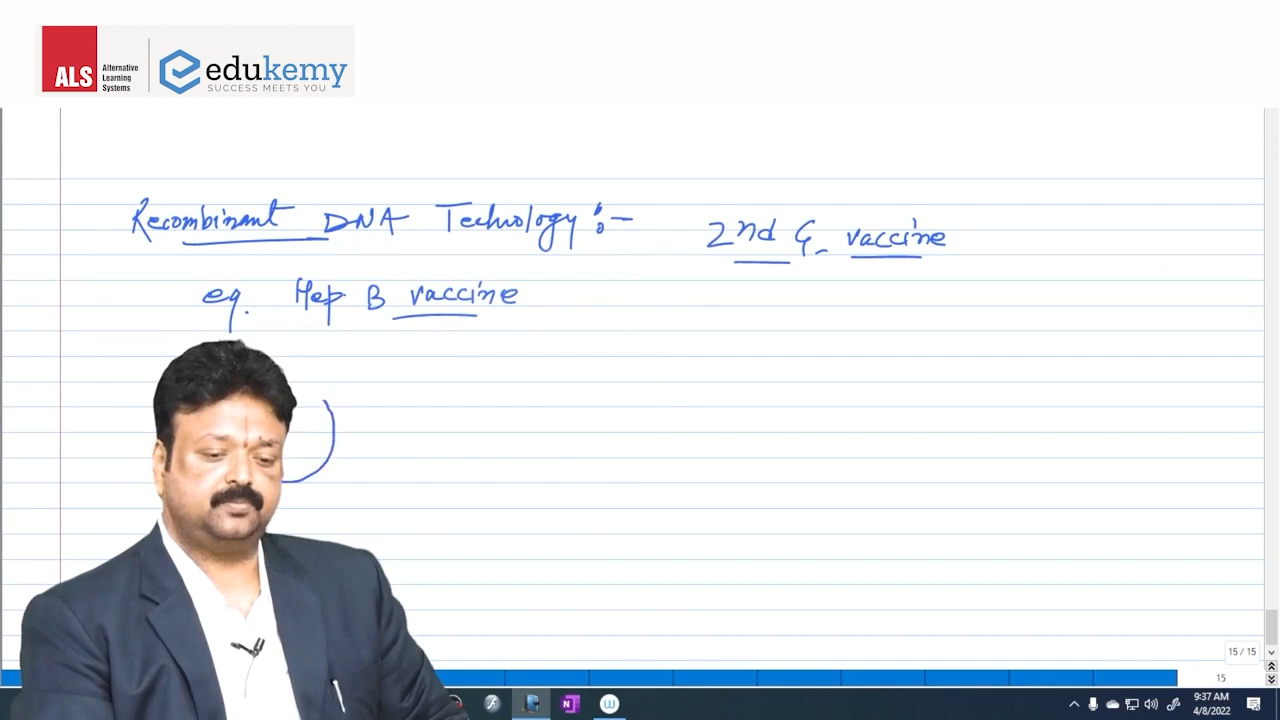 ALS
Alternative
Learning
Systems
edukemy
SUCCESS MEETS YOU
Recombinant DNA Technology :-
2nd G. vaccine
eg. Hep B vaccine
15 / 15
15
9:37 AM
4/8/2022